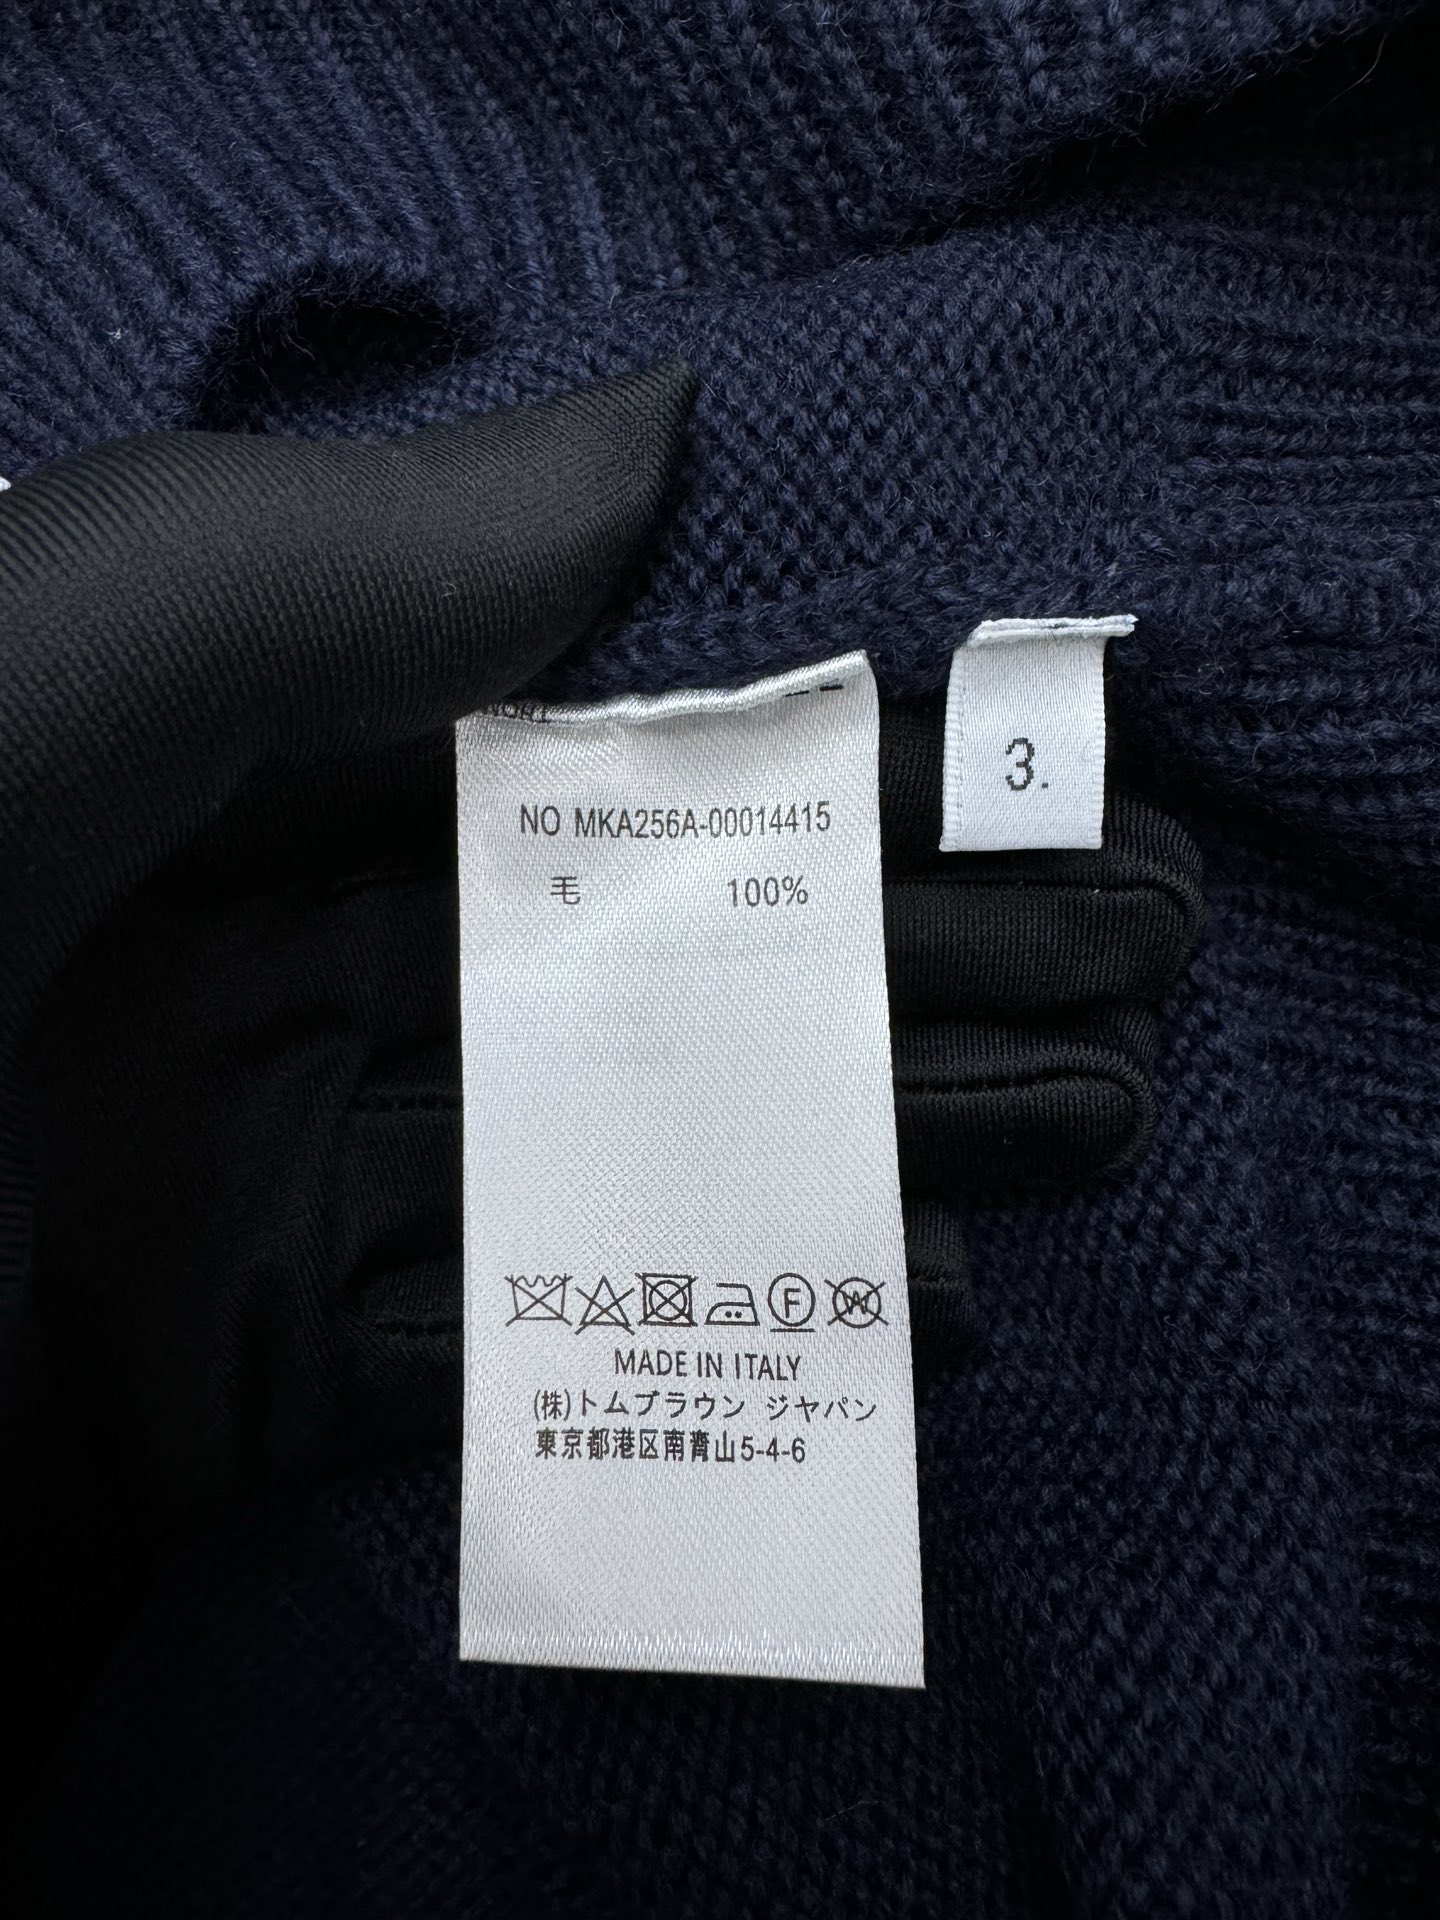 NO MKA256A-00014415
毛 100%
3.
F
W
MADE IN ITALY
(株)トムブラウン ジヤパン
東京都港区南青山5-4-6